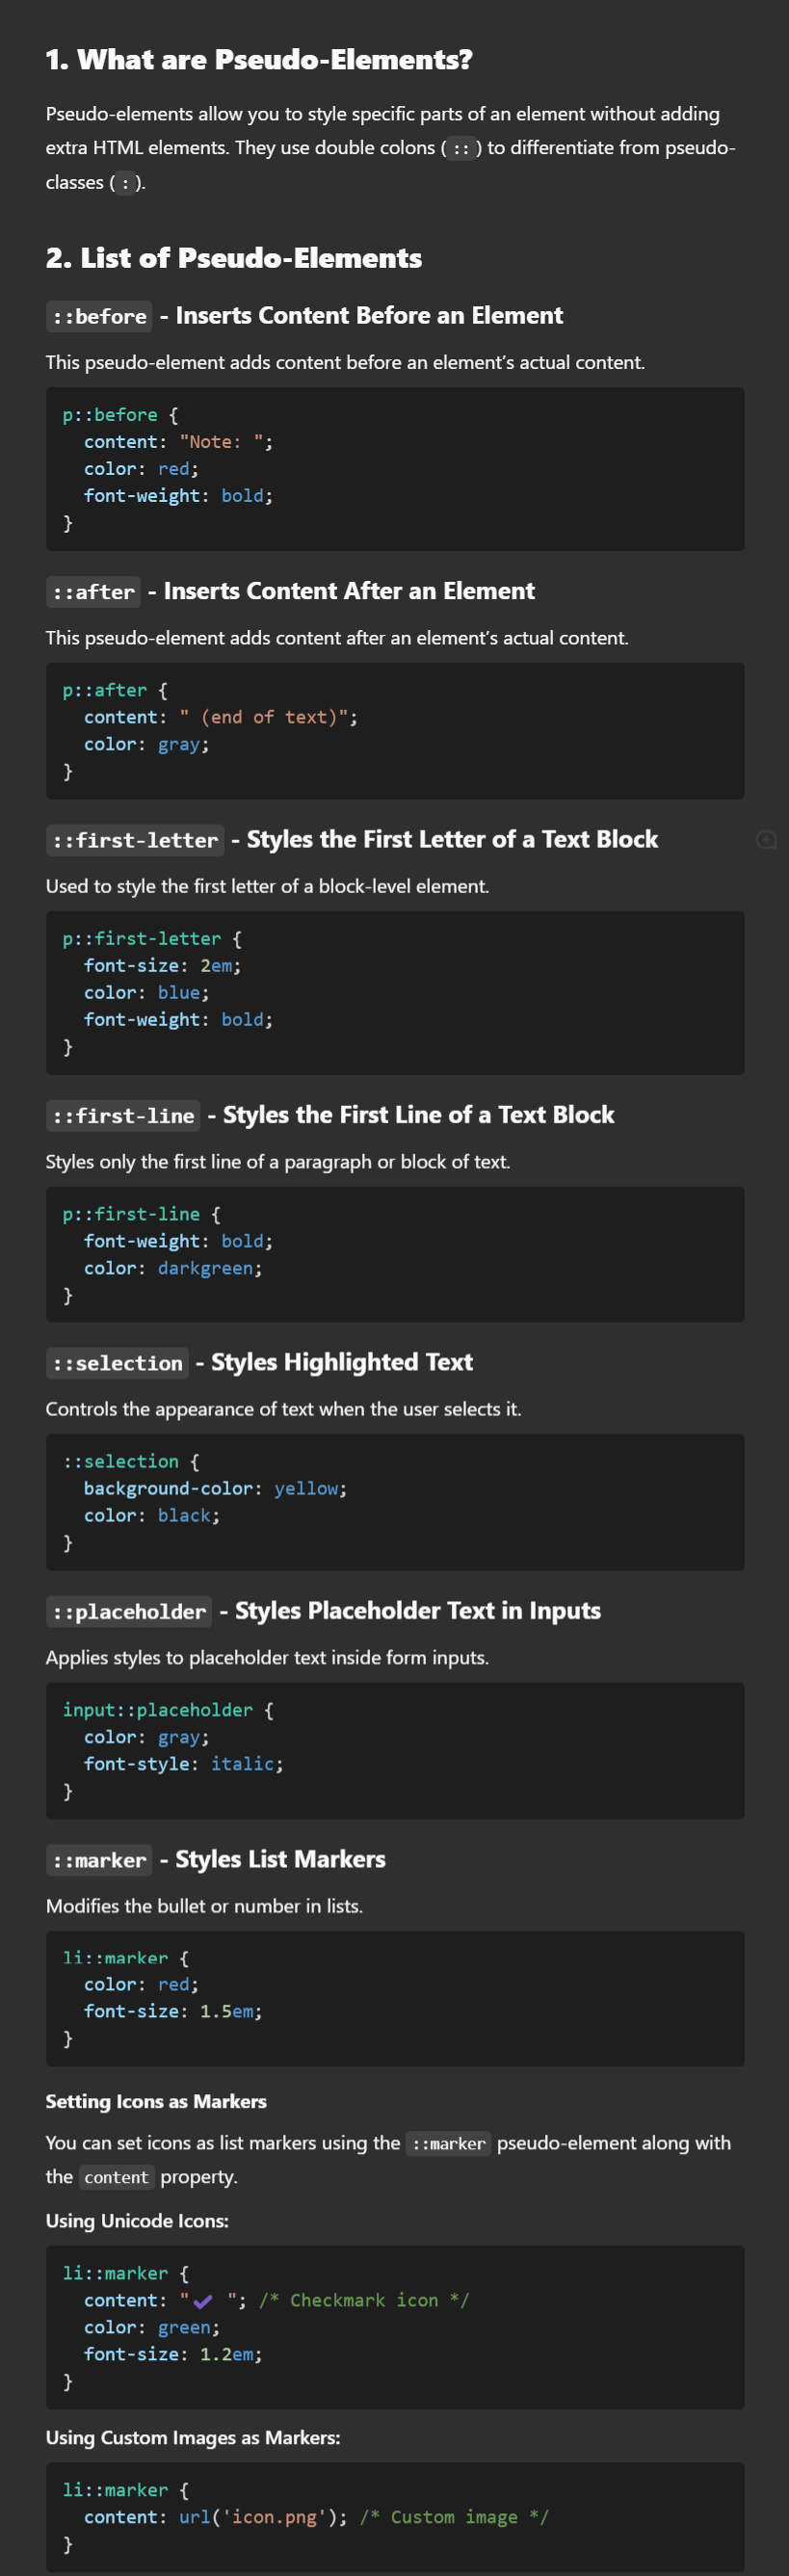 1. What are Pseudo-Elements?
Pseudo-elements allow you to style specific parts of an element without adding
extra HTML elements. They use double colons ( :: ) to differentiate from pseudo-
classes ( : ).
2. List of Pseudo-Elements
::before - Inserts Content Before an Element
This pseudo-element adds content before an element’s actual content.
p::before {
  content: "Note: ";
  color: red;
  font-weight: bold;
}
::after - Inserts Content After an Element
This pseudo-element adds content after an element’s actual content.
p::after {
  content: " (end of text)";
  color: gray;
}
::first-letter - Styles the First Letter of a Text Block
Used to style the first letter of a block-level element.
p::first-letter {
  font-size: 2em;
  color: blue;
  font-weight: bold;
}
::first-line - Styles the First Line of a Text Block
Styles only the first line of a paragraph or block of text.
p::first-line {
  font-weight: bold;
  color: darkgreen;
}
::selection - Styles Highlighted Text
Controls the appearance of text when the user selects it.
::selection {
  background-color: yellow;
  color: black;
}
::placeholder - Styles Placeholder Text in Inputs
Applies styles to placeholder text inside form inputs.
input::placeholder {
  color: gray;
  font-style: italic;
}
::marker - Styles List Markers
Modifies the bullet or number in lists.
li::marker {
  color: red;
  font-size: 1.5em;
}
Setting Icons as Markers
You can set icons as list markers using the ::marker pseudo-element along with
the content property.
Using Unicode Icons:
li::marker {
  content: "✔ "; /* Checkmark icon */
  color: green;
  font-size: 1.2em;
}
Using Custom Images as Markers:
li::marker {
  content: url('icon.png'); /* Custom image */
}